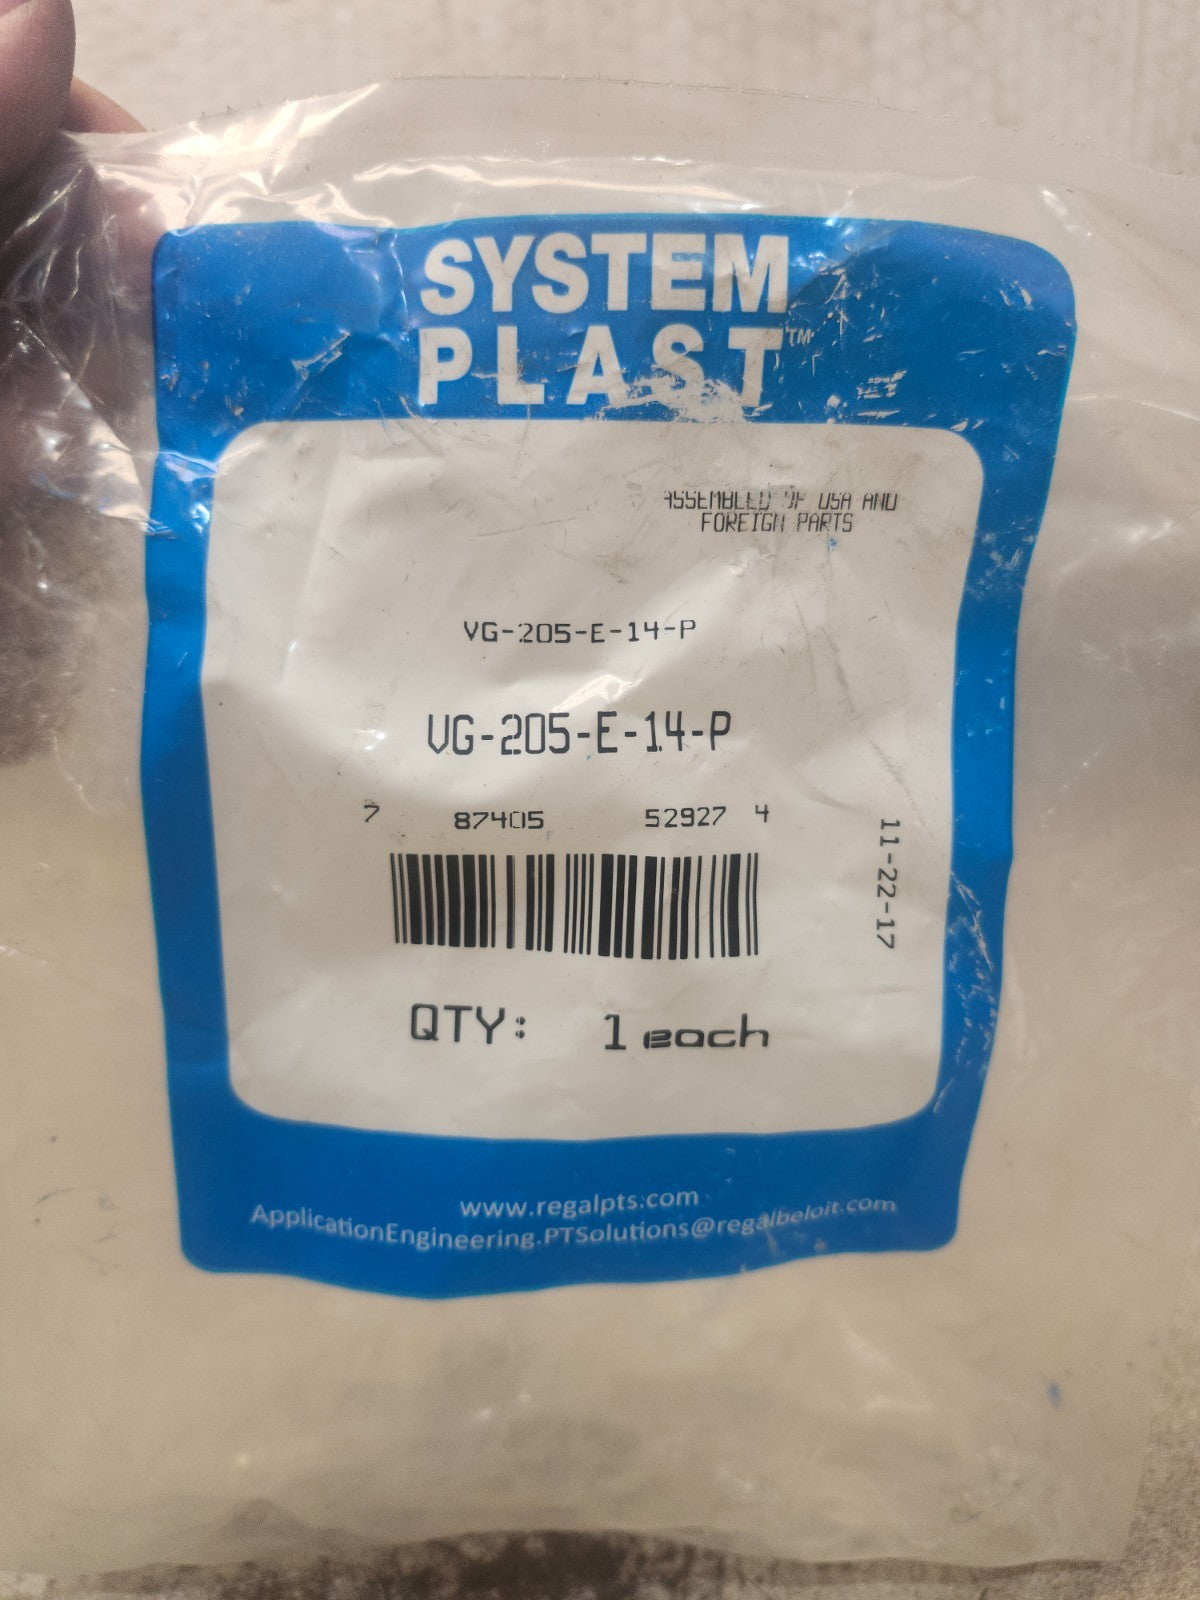 SYSTEM
PLAST™
ASSEMBLED OF USA AND
FOREIGN PARTS
VG-205-E-14-P
VG-205-E-14-P
7 87405 52927 4
11-22-17
QTY: 1 each
www.regalpts.com
ApplicationEngineering.PTSolutions@regalbeloit.com